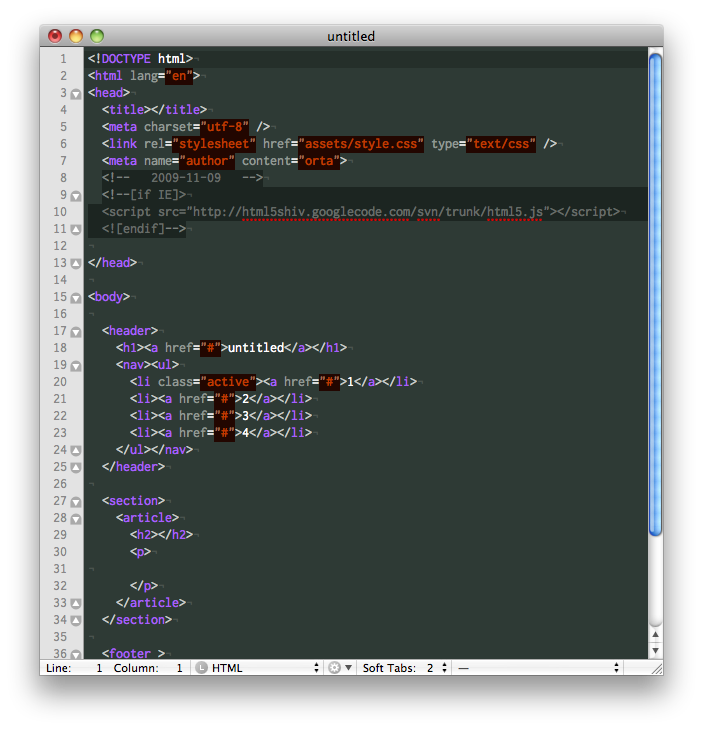 untitled
1 <!DOCTYPE html>¬
2 <html lang="en">¬
3 <head>¬
4   <title></title>¬
5   <meta charset="utf-8" />¬
6   <link rel="stylesheet" href="assets/style.css" type="text/css" />¬
7   <meta name="author" content="orta">¬
8   <!--   2009-11-09   -->¬
9   <!--[if IE]>¬
10   <script src="http://html5shiv.googlecode.com/svn/trunk/html5.js"></script>¬
11   <![endif]-->¬
12 ¬
13 </head>¬
14 ¬
15 <body>¬
16 ¬
17   <header>¬
18     <h1><a href="#">untitled</a></h1>¬
19     <nav><ul>¬
20       <li class="active"><a href="#">1</a></li>¬
21       <li><a href="#">2</a></li>¬
22       <li><a href="#">3</a></li>¬
23       <li><a href="#">4</a></li>¬
24     </ul></nav>¬
25   </header>¬
26 ¬
27   <section>¬
28     <article>¬
29       <h2></h2>¬
30       <p>¬
31 ¬
32       </p>¬
33     </article>¬
34   </section>¬
35 ¬
36   <footer >¬
Line: 1 Column: 1 L HTML Soft Tabs: 2 —